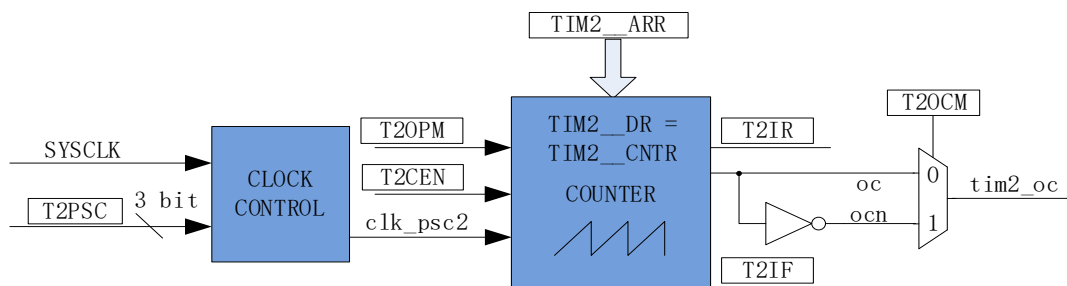 TIM2__ARR
T2OCM
T2OPM
TIM2__DR =
T2IR
SYSCLK
TIM2__CNTR
CLOCK
CONTROL
T2CEN
COUNTER
oc
0
tim2_oc
T2PSC
3 bit
clk_psc2
ocn
1
T2IF